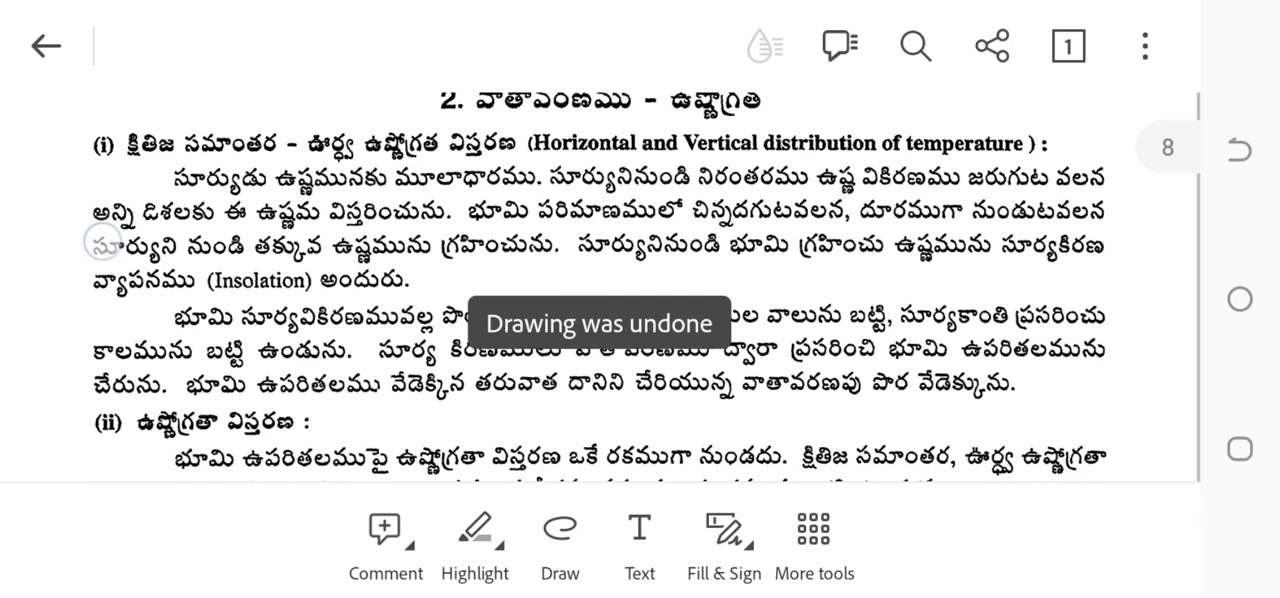 2. వాతావరణము - ఉష్ణోగ్రత
(i) క్షితిజ సమాంతర - ఊర్ధ్వ ఉష్ణోగ్రత విస్తరణ (Horizontal and Vertical distribution of temperature ) :
8
సూర్యుడు ఉష్ణమునకు మూలాధారము. సూర్యునినుండి నిరంతరము ఉష్ణ వికిరణము జరుగుట వలన
అన్ని దిశలకు ఈ ఉష్ణమ విస్తరించును. భూమి పరిమాణములో చిన్నదగుటవలన, దూరముగా నుండుటవలన
సూర్యుని నుండి తక్కువ ఉష్ణమును గ్రహించును. సూర్యునినుండి భూమి గ్రహించు ఉష్ణమును సూర్యకిరణ
వ్యాపనము (Insolation) అందురు.
భూమి సూర్యవికిరణమువల్ల వాలును బట్టి, సూర్యకాంతి ప్రసరించు
Drawing was undone
కాలమును బట్టి ఉండును. సూర్య కిరణములు వాతావరణము ద్వారా ప్రసరించి భూమి ఉపరితలమును
చేరును. భూమి ఉపరితలము వేడెక్కిన తరువాత దానిని చేరియున్న వాతావరణపు పొర వేడెక్కును.
(ii) ఉష్ణోగ్రతా విస్తరణ :
భూమి ఉపరితలముపై ఉష్ణోగ్రతా విస్తరణ ఒకే రకముగా నుండదు. క్షితిజ సమాంతర, ఊర్ధ్వ ఉష్ణోగ్రతా
Comment Highlight Draw Text Fill & Sign More tools
1